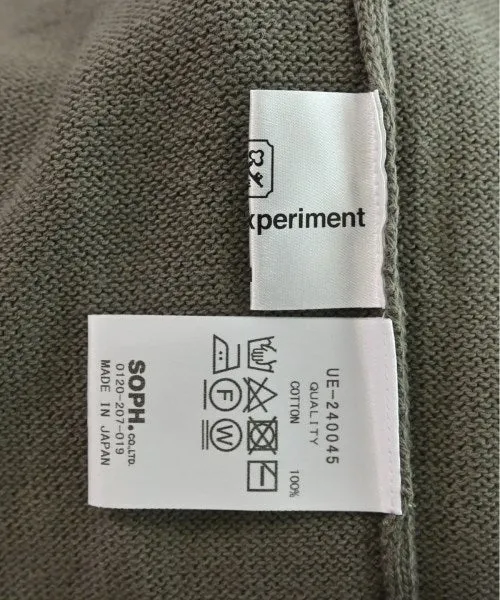 xperiment
UE-240045
QUALITY
COTTON 100%
F
W
SOPH.CO.,LTD.
0120-207-019
MADE IN JAPAN